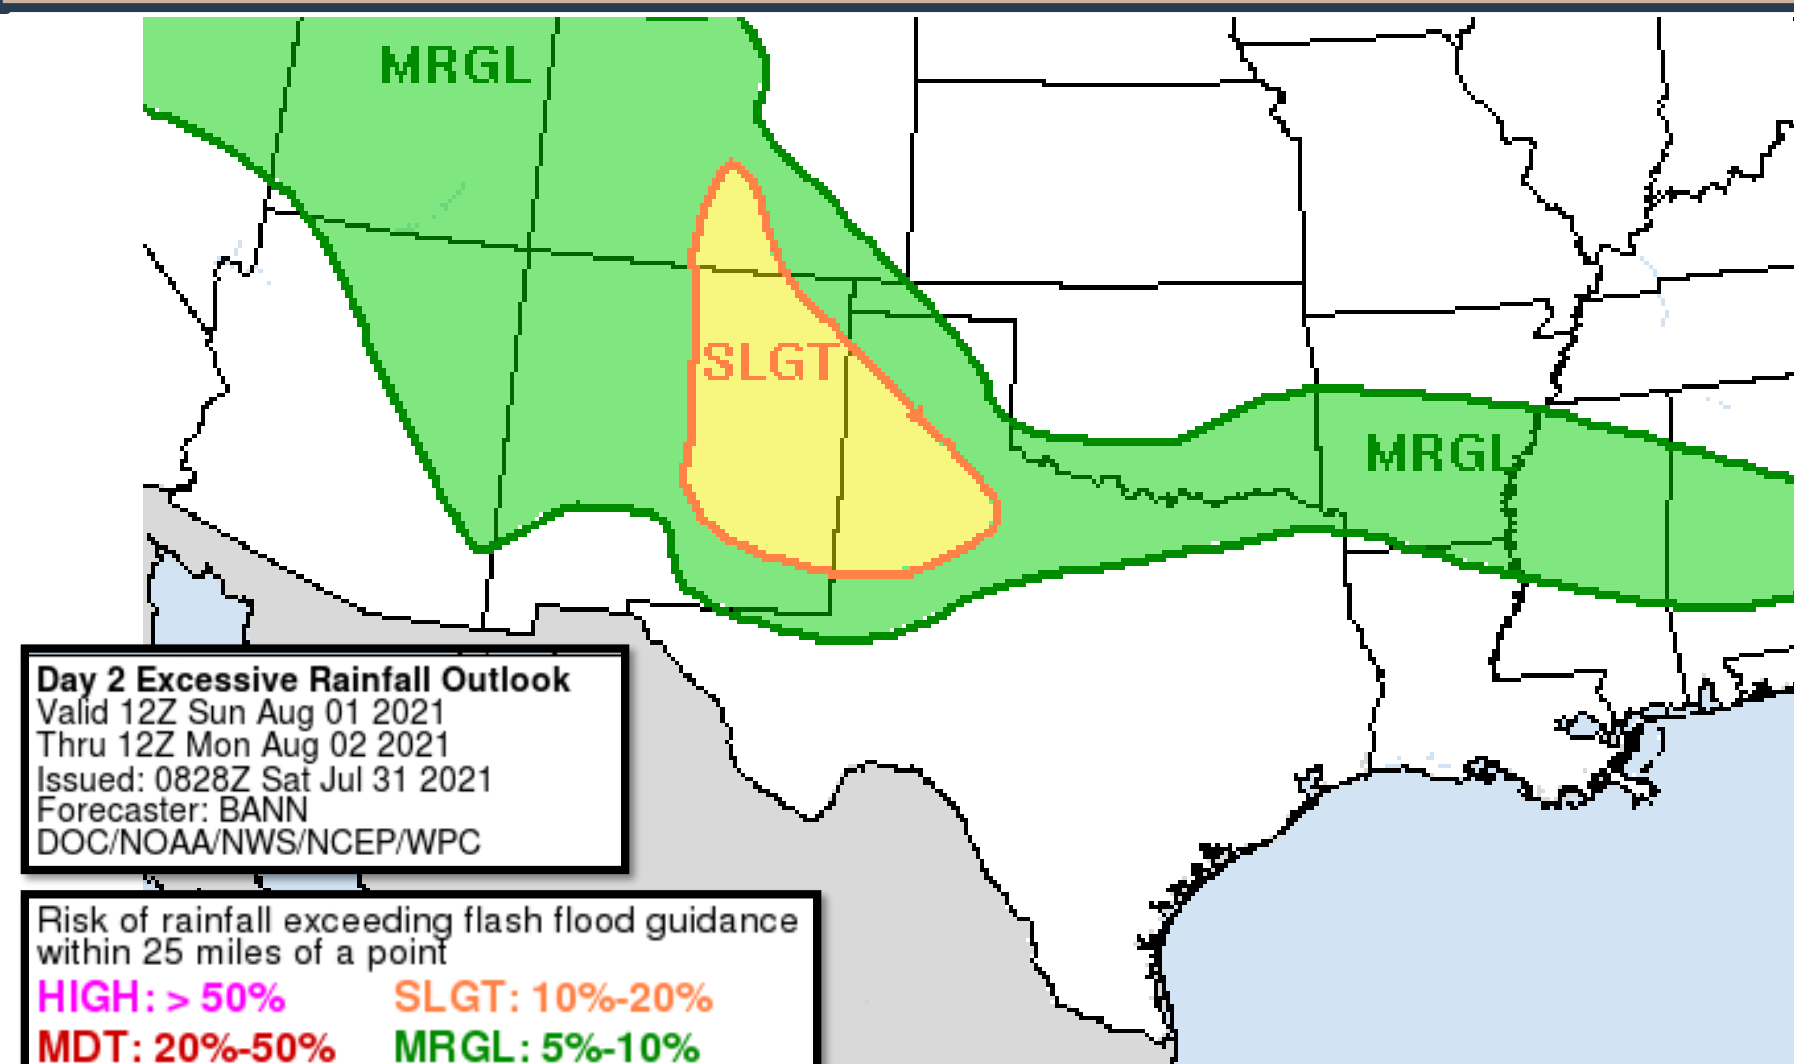 MRGL
SLGT
MRGL
Day 2 Excessive Rainfall Outlook
Valid 12Z Sun Aug 01 2021
Thru 12Z Mon Aug 02 2021
Issued: 0828Z Sat Jul 31 2021
Forecaster: BANN
DOC/NOAA/NWS/NCEP/WPC
Risk of rainfall exceeding flash flood guidance
within 25 miles of a point
HIGH: > 50% SLGT: 10%-20%
MDT: 20%-50% MRGL: 5%-10%